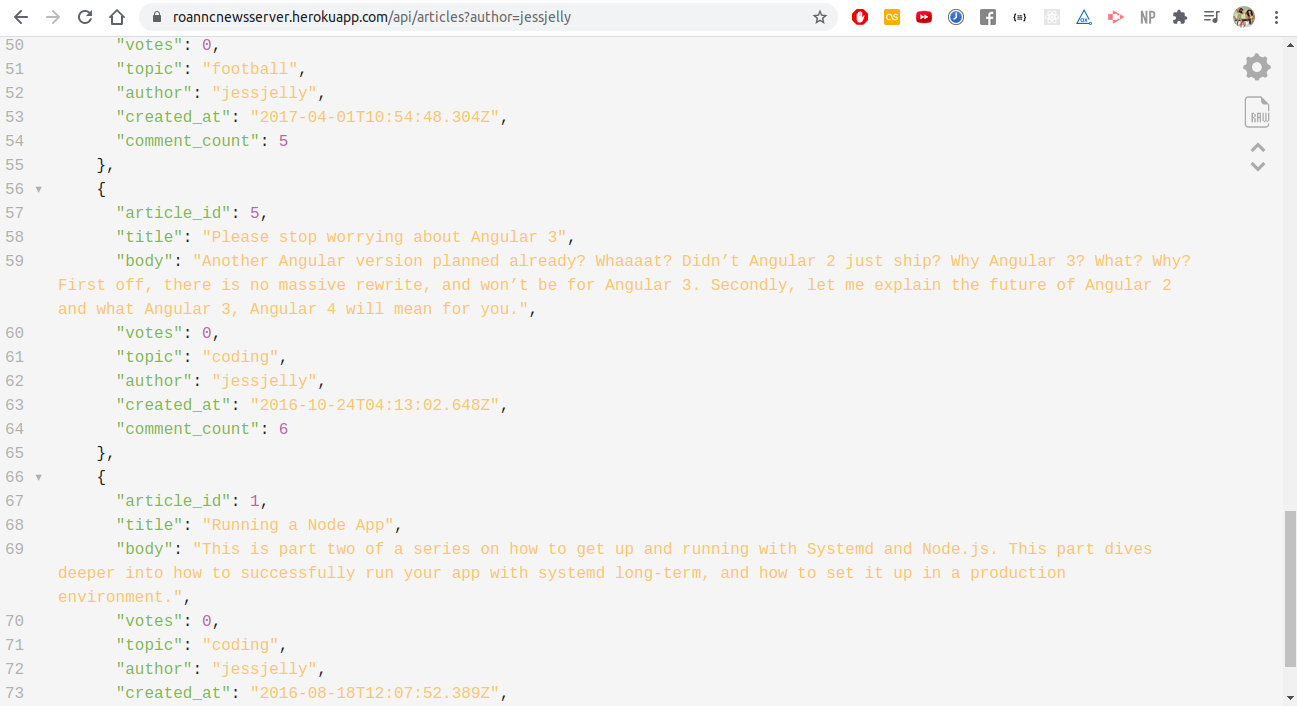 roanncnewsserver.herokuapp.com/api/articles?author=jessjelly
NP
50 "votes": 0,
51 "topic": "football",
52 "author": "jessjelly",
53 "created_at": "2017-04-01T10:54:48.304Z",
54 "comment_count": 5
55 },
56 {
57 "article_id": 5,
58 "title": "Please stop worrying about Angular 3",
59 "body": "Another Angular version planned already? Whaaaat? Didn’t Angular 2 just ship? Why Angular 3? What? Why?
First off, there is no massive rewrite, and won’t be for Angular 3. Secondly, let me explain the future of Angular 2
and what Angular 3, Angular 4 will mean for you.",
60 "votes": 0,
61 "topic": "coding",
62 "author": "jessjelly",
63 "created_at": "2016-10-24T04:13:02.648Z",
64 "comment_count": 6
65 },
66 {
67 "article_id": 1,
68 "title": "Running a Node App",
69 "body": "This is part two of a series on how to get up and running with Systemd and Node.js. This part dives
deeper into how to successfully run your app with systemd long-term, and how to set it up in a production
environment.",
70 "votes": 0,
71 "topic": "coding",
72 "author": "jessjelly",
73 "created_at": "2016-08-18T12:07:52.389Z",
RAW